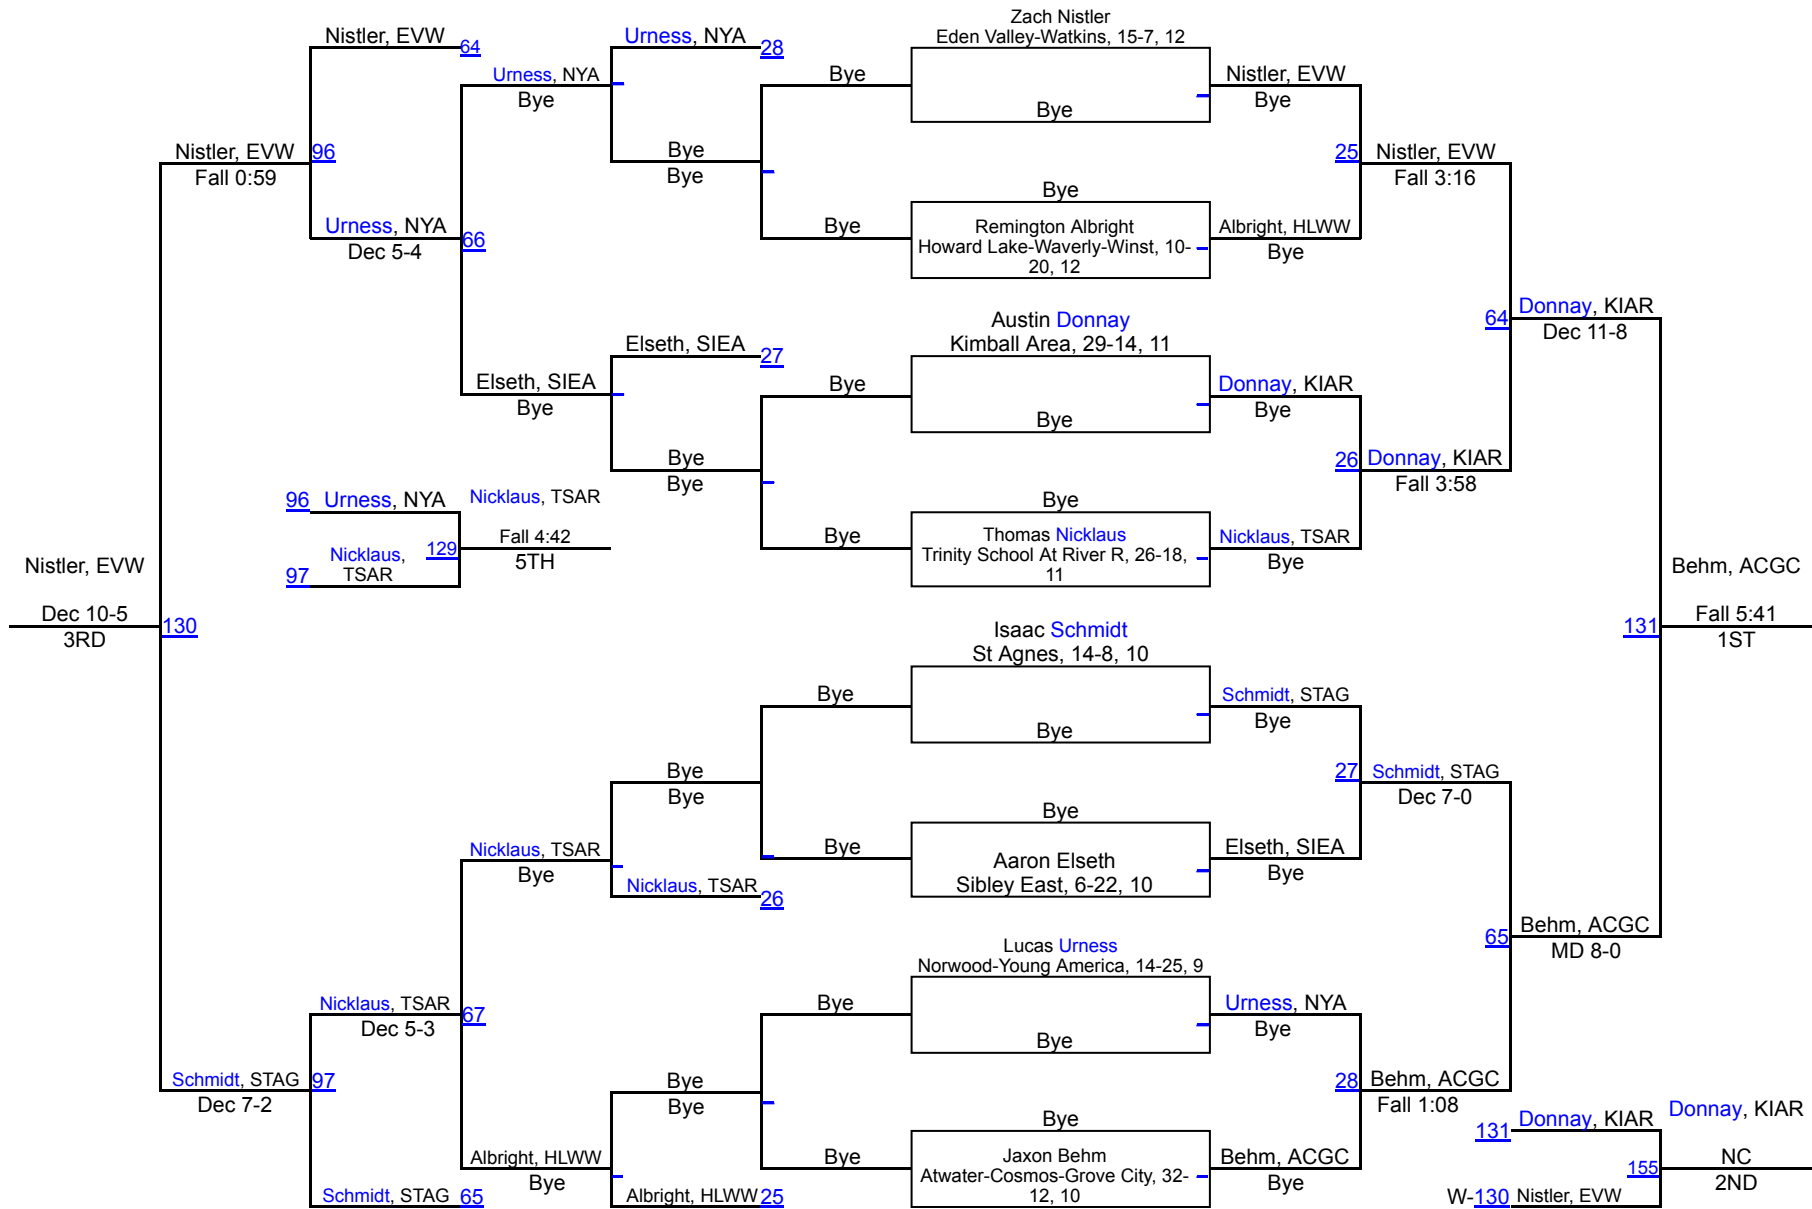 Zach Nistler
Eden Valley-Watkins, 15-7, 12
Nistler, EVW
64
Urness, NYA
28
Urness, NYA
Bye
Bye
Bye
Nistler, EVW
Bye
Nistler, EVW
Fall 0:59
96
Bye
Bye
25
Nistler, EVW
Fall 3:16
Urness, NYA
Dec 5-4
66
Bye
Bye
Remington Albright
Howard Lake-Waverly-Winst, 10-
20, 12
Albright, HLWW
Bye
Austin Donnay
Kimball Area, 29-14, 11
64
Donnay, KIAR
Dec 11-8
Elseth, SIEA
27
Elseth, SIEA
Bye
Bye
Bye
Donnay, KIAR
Bye
Bye
Bye
26
Donnay, KIAR
Fall 3:58
96
Urness, NYA
Nicklaus, TSAR
Fall 4:42
5TH
129
97
Nicklaus,
TSAR
Bye
Bye
Thomas Nicklaus
Trinity School At River R, 26-18,
11
Nicklaus, TSAR
Bye
Nistler, EVW
Dec 10-5
3RD
130
Behm, ACGC
Fall 5:41
1ST
131
Isaac Schmidt
St Agnes, 14-8, 10
Bye
Bye
Schmidt, STAG
Bye
Bye
Bye
27
Schmidt, STAG
Dec 7-0
Nicklaus, TSAR
Bye
Bye
Bye
Aaron Elseth
Sibley East, 6-22, 10
Elseth, SIEA
Bye
Nicklaus, TSAR
26
65
Behm, ACGC
MD 8-0
Lucas Urness
Norwood-Young America, 14-25, 9
Nicklaus, TSAR
Dec 5-3
67
Bye
Bye
Urness, NYA
Bye
Schmidt, STAG
Dec 7-2
97
Bye
Bye
28
Behm, ACGC
Fall 1:08
Albright, HLWW
Bye
Bye
Bye
Jaxon Behm
Atwater-Cosmos-Grove City, 32-
12, 10
Behm, ACGC
Bye
Schmidt, STAG
65
Albright, HLWW
25
131
Donnay, KIAR
Donnay, KIAR
NC
2ND
155
W-130
Nistler, EVW